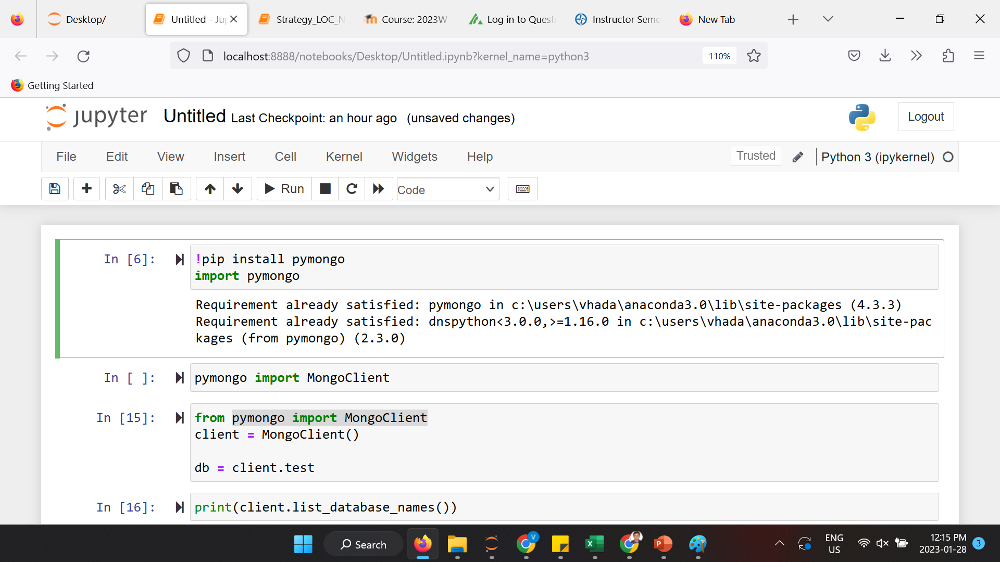 Desktop/
Untitled - Jup
Strategy_LOC_N
Course: 2023W
Log in to Quest
Instructor Seme
New Tab
localhost:8888/notebooks/Desktop/Untitled.ipynb?kernel_name=python3
110%
Getting Started
jupyter
Untitled Last Checkpoint: an hour ago (unsaved changes)
Logout
File Edit View Insert Cell Kernel Widgets Help
Trusted
Python 3 (ipykernel)
Run
Code
In [6]:
!pip install pymongo
import pymongo
Requirement already satisfied: pymongo in c:\users\vhada\anaconda3.0\lib\site-packages (4.3.3)
Requirement already satisfied: dnspython<3.0.0,>=1.16.0 in c:\users\vhada\anaconda3.0\lib\site-pac
kages (from pymongo) (2.3.0)
In [ ]:
pymongo import MongoClient
In [15]:
from pymongo import MongoClient
client = MongoClient()
db = client.test
In [16]:
print(client.list_database_names())
Search
V
X
P
ENG
US
12:15 PM
2023-01-28
3